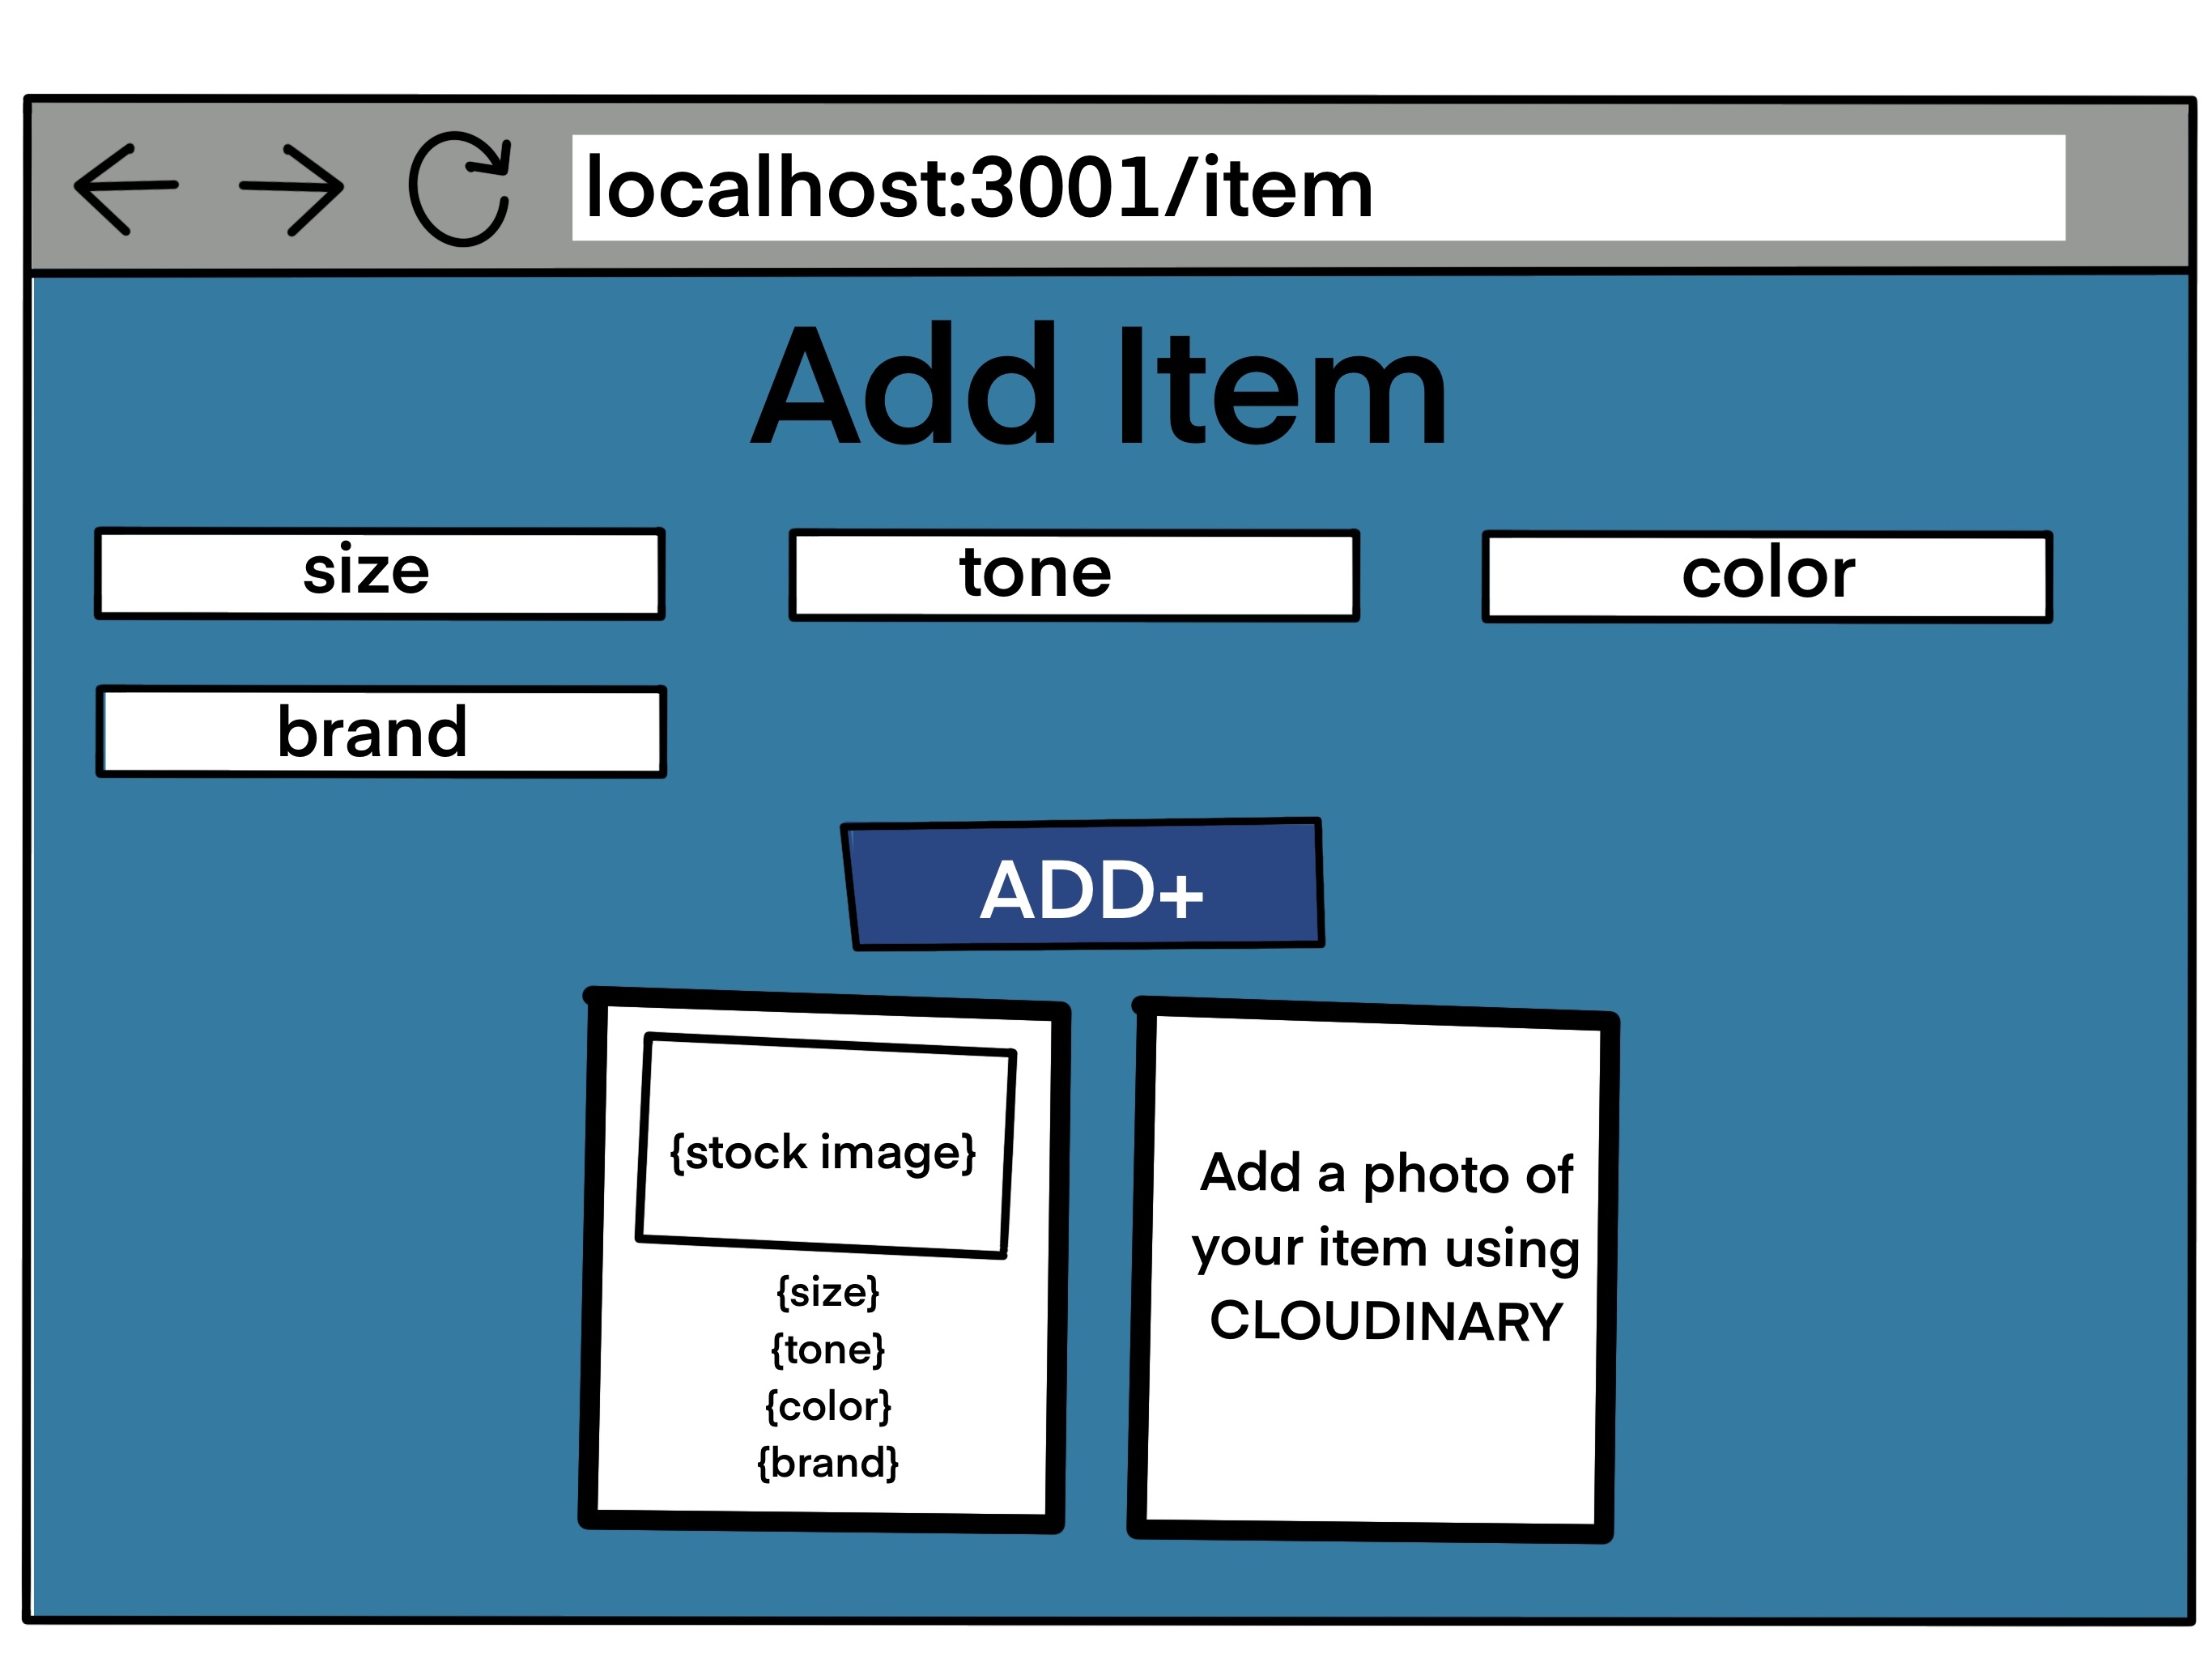 localhost:3001/item
Add Item
size
tone
color
brand
ADD+
{stock image}
{size}
{tone}
{color}
{brand}
Add a photo of
your item using
CLOUDINARY